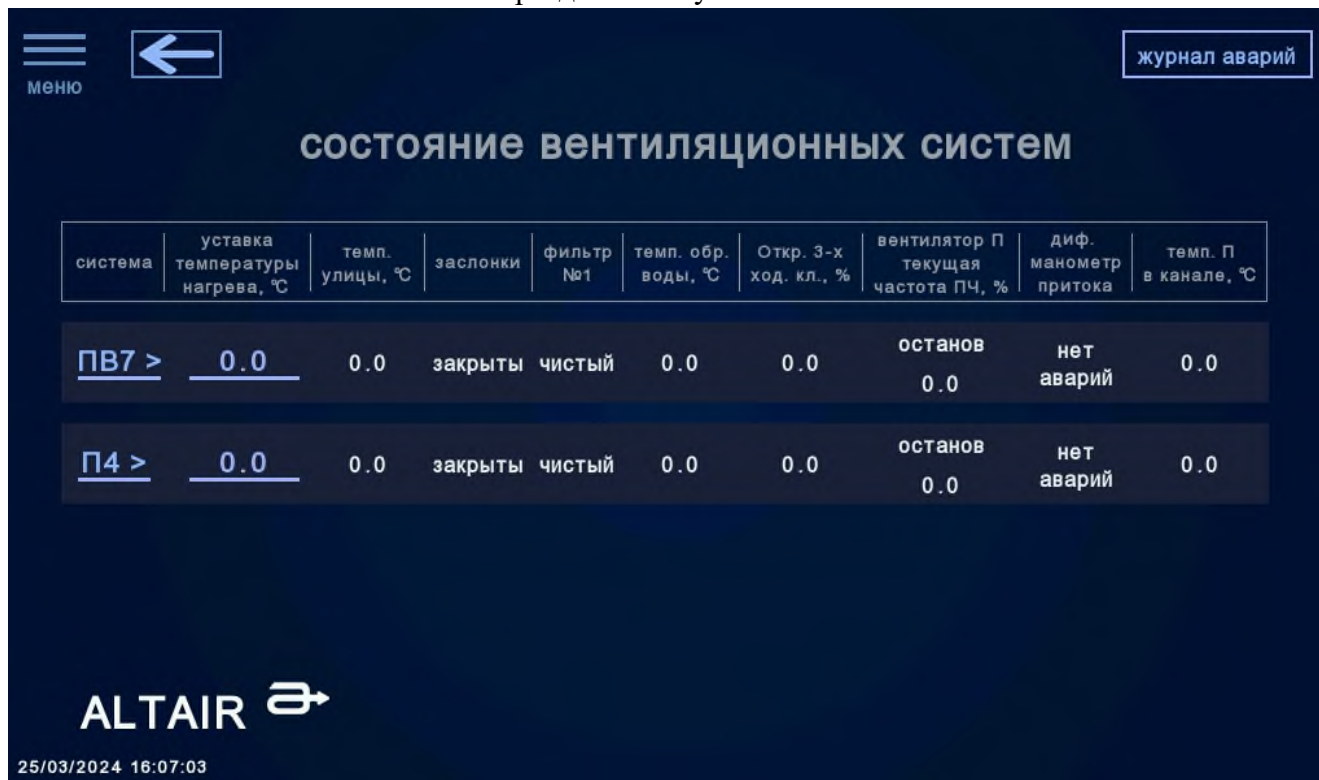 меню
журнал аварий
состояние вентиляционных систем
система
уставка
температуры
нагрева, °C
темп.
улицы, °C
заслонки
фильтр
№1
темп. обр.
воды, °C
Откр. 3-х
ход. кл., %
вентилятор П
текущая
частота ПЧ, %
диф.
манометр
притока
темп. П
в канале, °C
ПВ7 >
0.0
0.0
закрыты
чистый
0.0
0.0
останов
0.0
нет
аварий
0.0
П4 >
0.0
0.0
закрыты
чистый
0.0
0.0
останов
0.0
нет
аварий
0.0
ALTAIR
25/03/2024 16:07:03